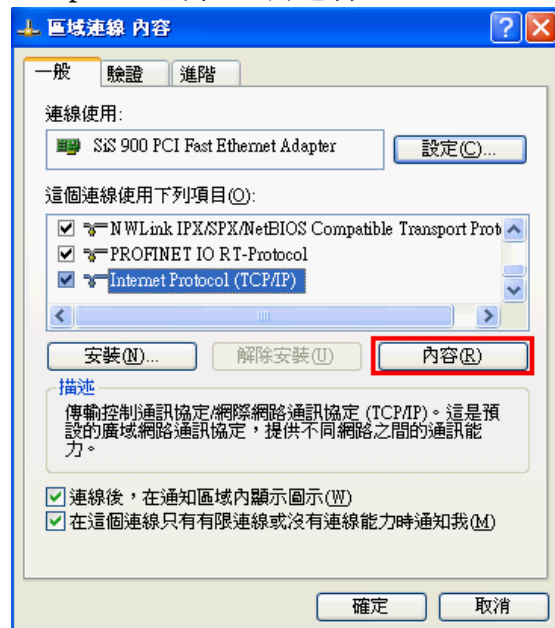 區域連線 內容
一般 驗證 進階
連線使用:
SiS 900 PCI Fast Ethernet Adapter 設定(C)...
這個連線使用下列項目(O):
NWLink IPX/SPX/NetBIOS Compatible Transport Prot
PROFINET IO RT-Protocol
Internet Protocol (TCP/IP)
安裝(N)... 解除安裝(U) 內容(R)
描述
傳輸控制通訊協定/網際網路通訊協定 (TCP/IP)。這是預
設的廣域網路通訊協定,提供不同網路之間的通訊能
力。
連線後,在通知區域內顯示圖示(W)
在這個連線只有有限連線或沒有連線能力時通知我(M)
確定 取消